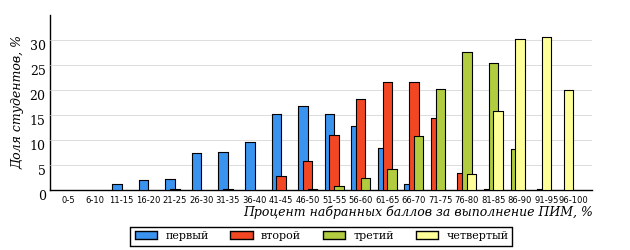 Доля студентов, %
30
25
20
15
10
5
0
0-5 6-10 11-15 16-20 21-25 26-30 31-35 36-40 41-45 46-50 51-55 56-60 61-65 66-70 71-75 76-80 81-85 86-90 91-95 96-100
Процент набранных баллов за выполнение ПИМ, %
первый второй третий четвертый